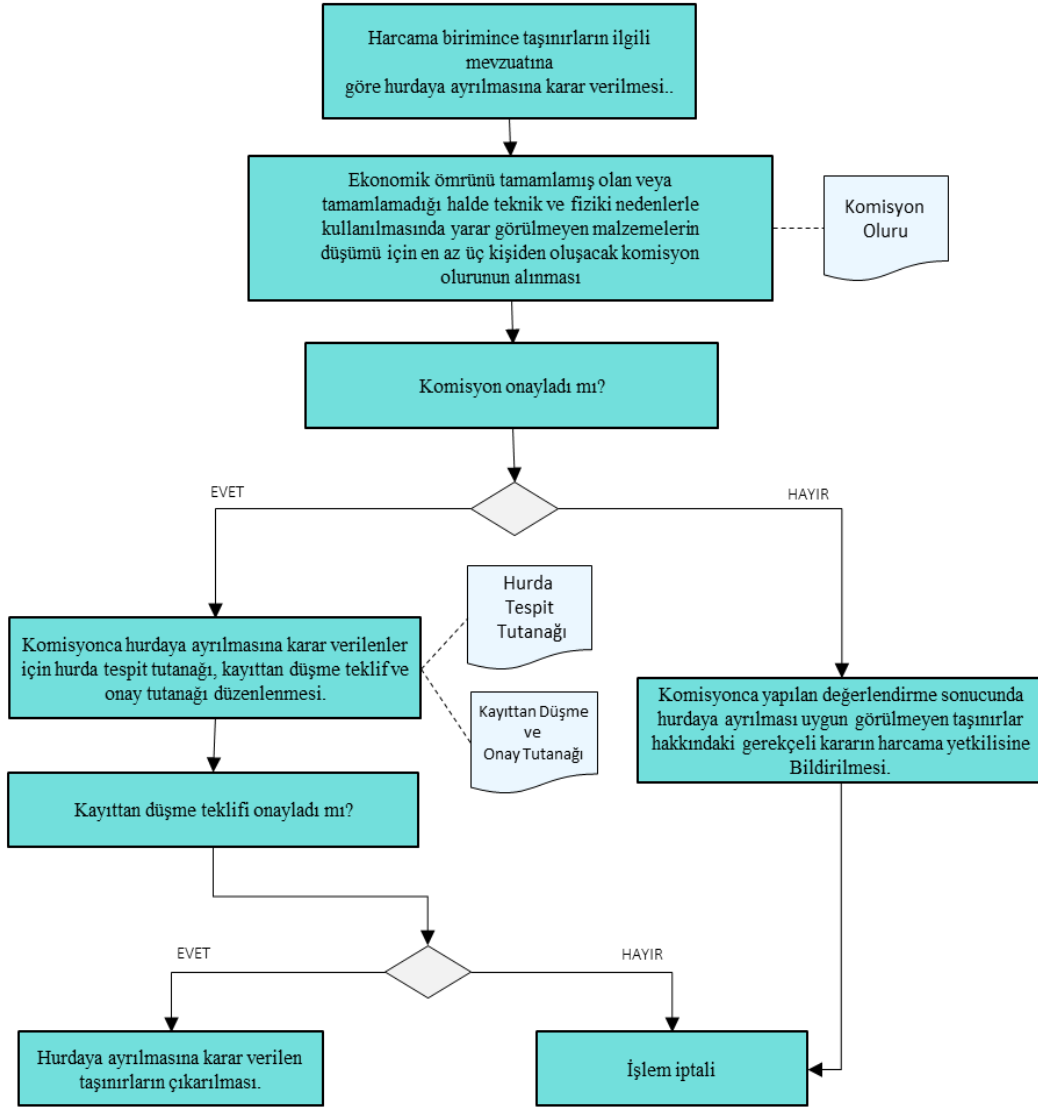 Harcama birimince taşınırların ilgili
mevzuatına
göre hurdaya ayrılmasına karar verilmesi..
Ekonomik ömrünü tamamlamış olan veya
tamamlamadığı halde teknik ve fiziki nedenlerle
kullanılmasında yarar görülmeyen malzemelerin
düşümü için en az üç kişiden oluşacak komisyon
olurunun alınması
Komisyon
Oluru
Komisyon onayladı mı?
EVET
HAYIR
Hurda
Tespit
Tutanağı
Komisyonca hurdaya ayrılmasına karar verilenler
için hurda tespit tutanağı, kayıttan düşme teklif ve
onay tutanağı düzenlenmesi.
Kayıttan Düşme
ve
Onay Tutanağı
Komisyonca yapılan değerlendirme sonucunda
hurdaya ayrılması uygun görülmeyen taşınırlar
hakkındaki gerekçeli kararın harcama yetkilisine
Bildirilmesi.
Kayıttan düşme teklifi onayladı mı?
EVET
HAYIR
Hurdaya ayrılmasına karar verilen
taşınırların çıkarılması.
İşlem iptali